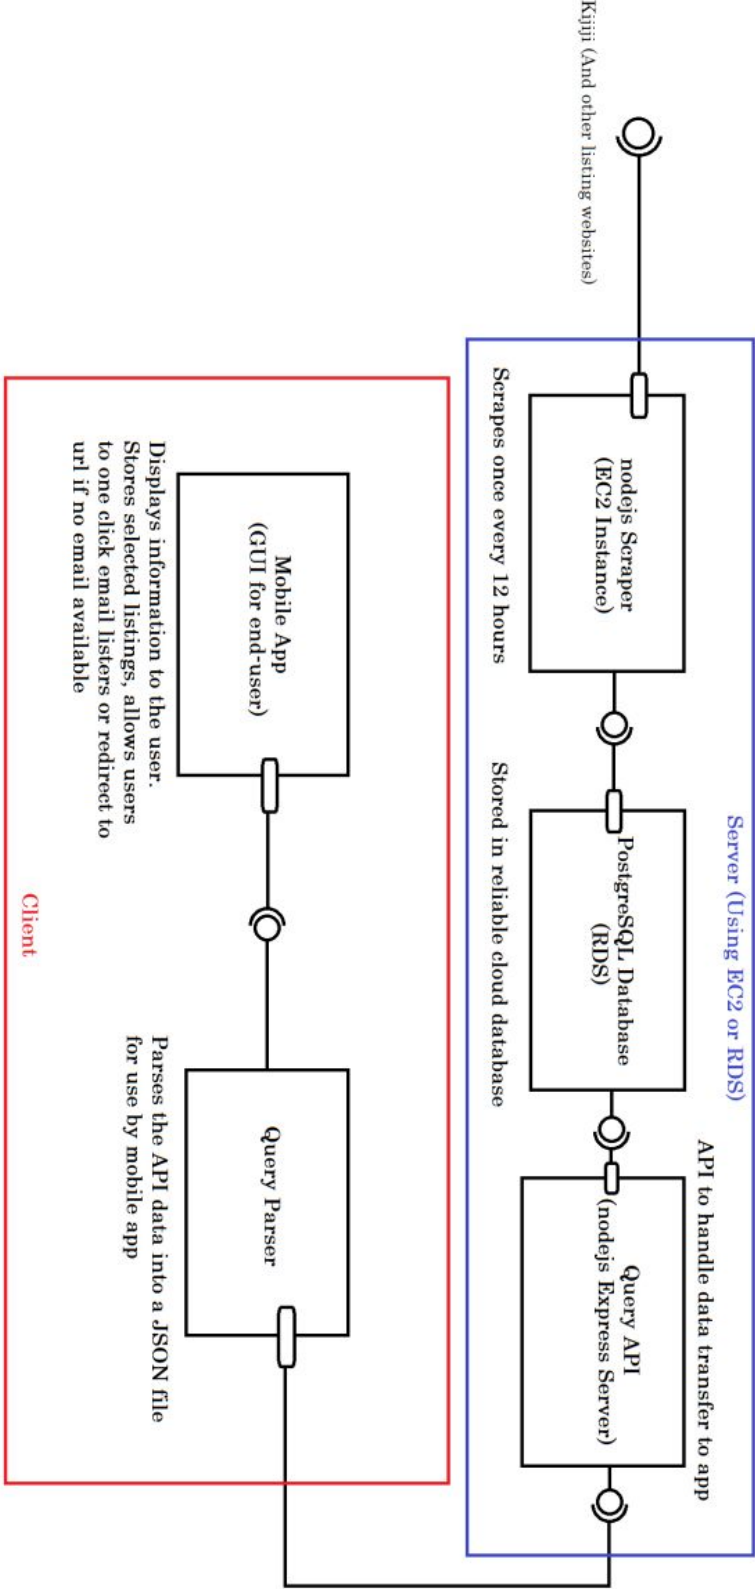 Kijiji (And other listing websites)
Server (Using EC2 or RDS)
nodejs Scraper
(EC2 Instance)
Scrapes once every 12 hours
PostgreSQL Database
(RDS)
Stored in reliable cloud database
API to handle data transfer to app
Query API
(nodejs Express Server)
Mobile App
(GUI for end-user)
Displays information to the user.
Stores selected listings, allows users
to one click email listers or redirect to
url if no email available
Query Parser
Parses the API data into a JSON file
for use by mobile app
Client